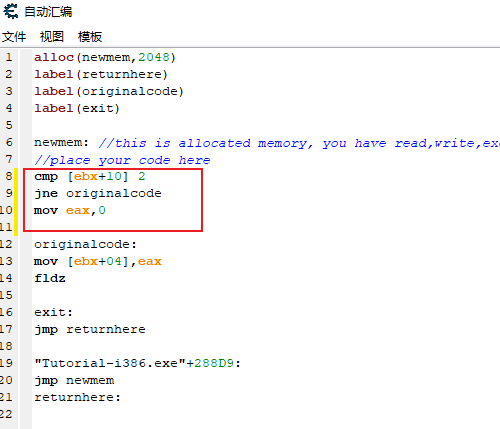 自动汇编
文件 视图 模板
1 alloc(newmem,2048)
2 label(returnhere)
3 label(originalcode)
4 label(exit)
5
6 newmem: //this is allocated memory, you have read,write,exe
7 //place your code here
8 cmp [ebx+10] 2
9 jne originalcode
10 mov eax,0
11
12 originalcode:
13 mov [ebx+04],eax
14 fldz
15
16 exit:
17 jmp returnhere
18
19 "Tutorial-i386.exe"+288D9:
20 jmp newmem
21 returnhere:
22